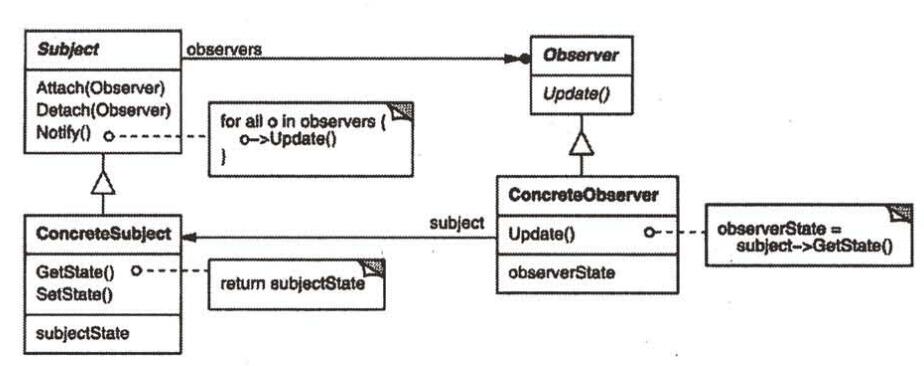 Subject
Attach(Observer)
Detach(Observer)
Notify()
observers
Observer
Update()
for all o in observers {
o–>Update()
}
ConcreteSubject
GetState()
SetState()
subjectState
return subjectState
subject
ConcreteObserver
Update()
observerState
observerState =
subject–>GetState()